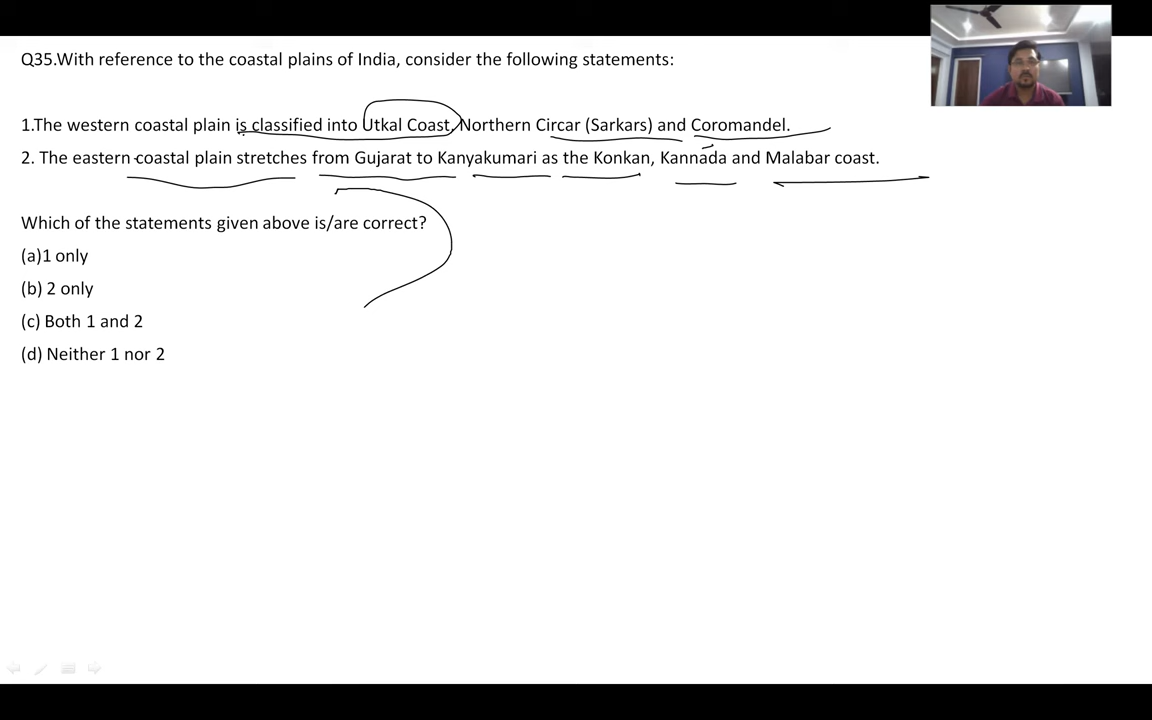 Q35.With reference to the coastal plains of India, consider the following statements:
1.The western coastal plain is classified into Utkal Coast, Northern Circar (Sarkars) and Coromandel.
2. The eastern coastal plain stretches from Gujarat to Kanyakumari as the Konkan, Kannada and Malabar coast.
Which of the statements given above is/are correct?
(a)1 only
(b) 2 only
(c) Both 1 and 2
(d) Neither 1 nor 2